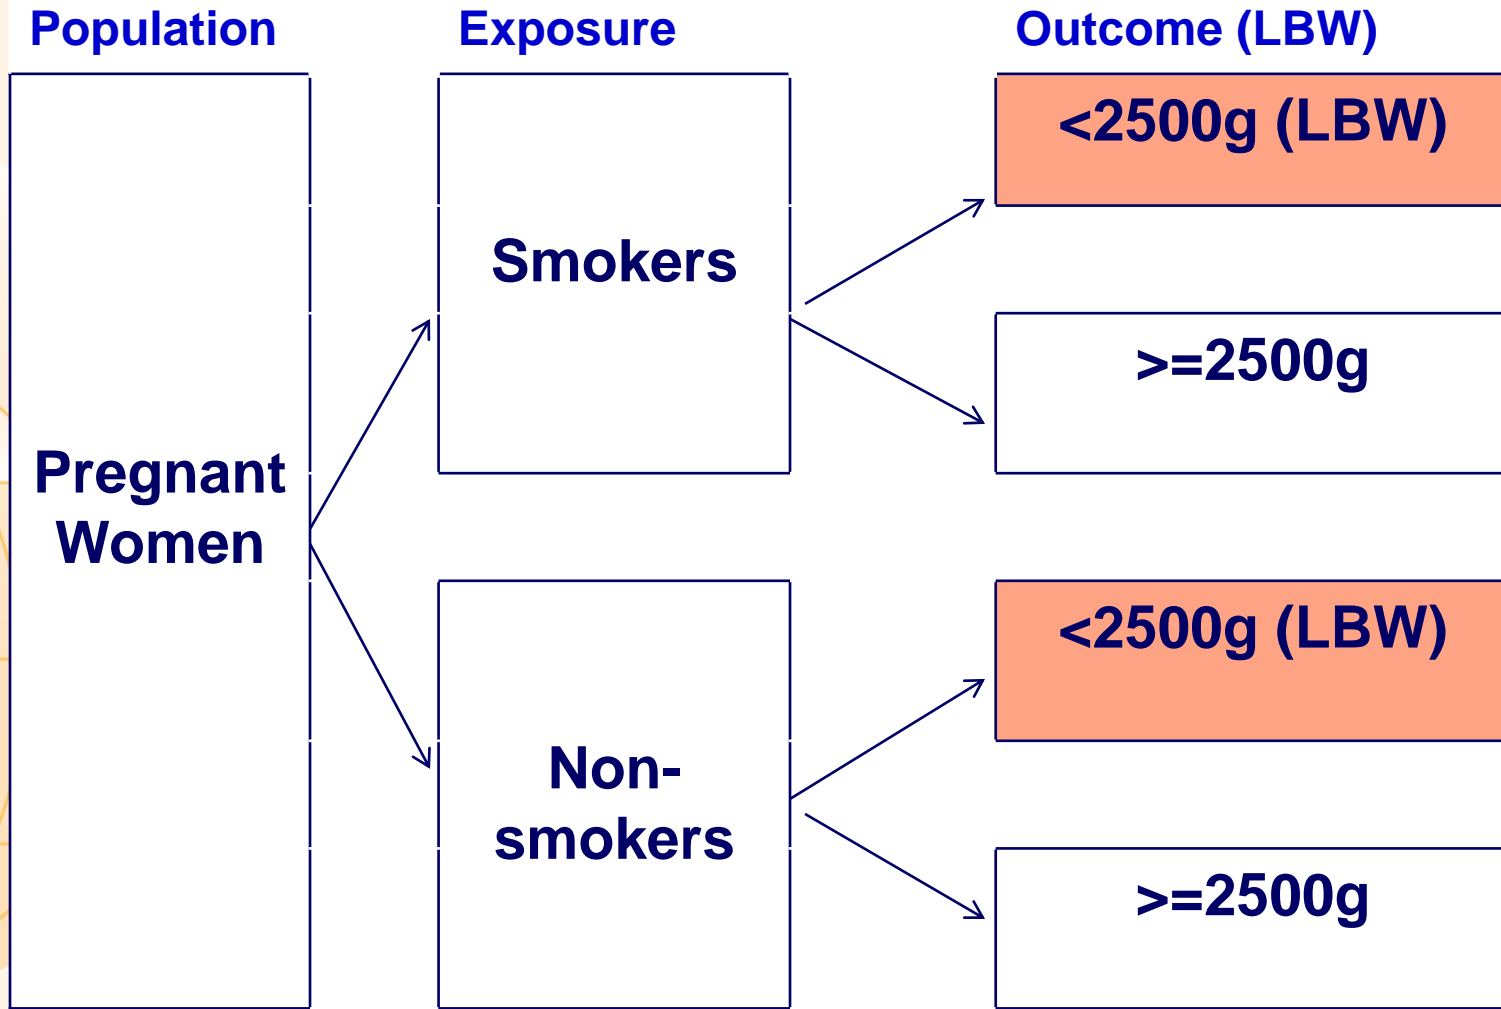 Population
Exposure
Outcome (LBW)
Pregnant
Women
Smokers
<2500g (LBW)
>=2500g
Non-
smokers
<2500g (LBW)
>=2500g